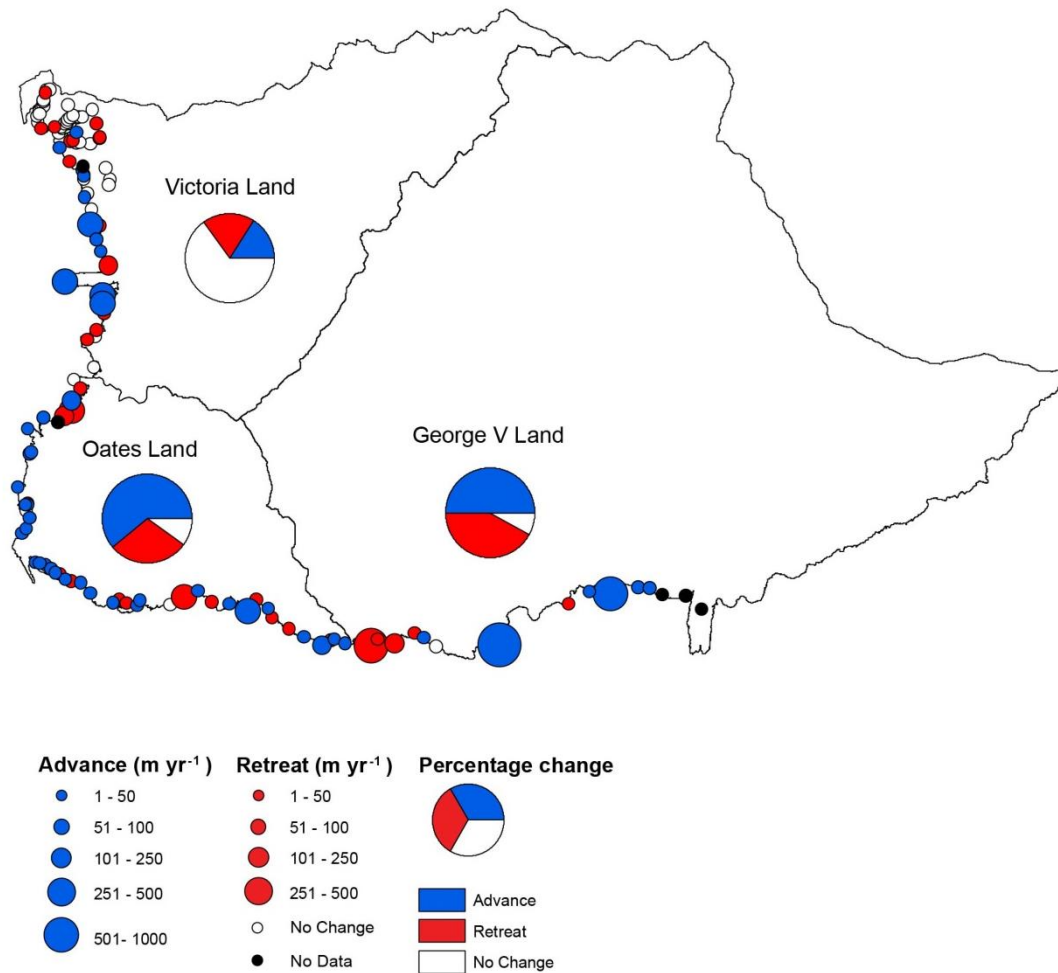 Victoria Land
Oates Land
George V Land
Advance (m yr⁻¹ )
1 - 50
51 - 100
101 - 250
251 - 500
501- 1000
Retreat (m yr⁻¹ )
1 - 50
51 - 100
101 - 250
251 - 500
No Change
No Data
Percentage change
Advance
Retreat
No Change